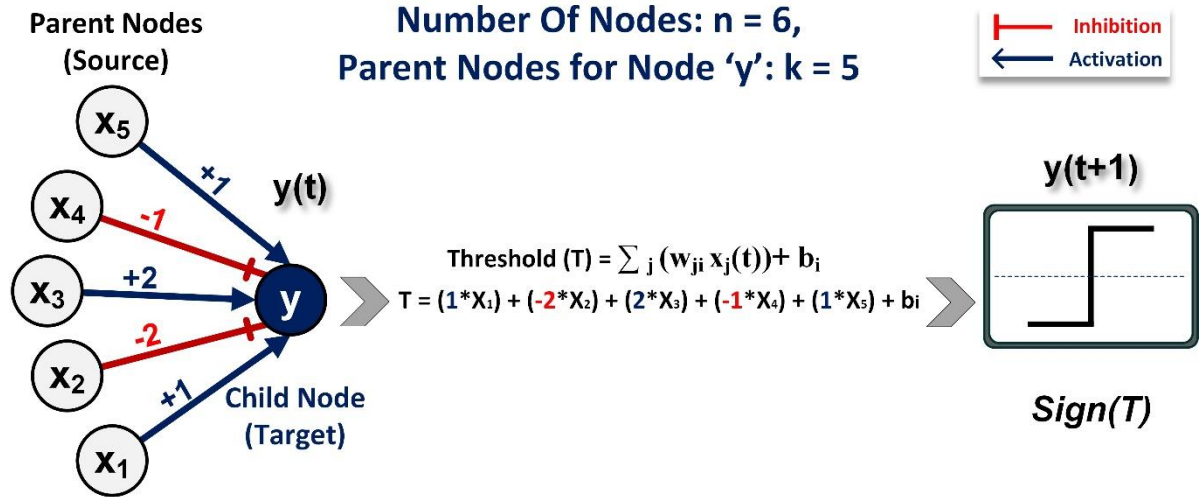 Parent Nodes
(Source)
Number Of Nodes: n = 6,
Parent Nodes for Node ‘y’: k = 5
Inhibition
Activation
x₅
+1
y(t)
y(t+1)
x₄
-1
x₃
+2
y
Threshold (T) = ∑ j (wji xj(t))+ bi
T = (1*X₁) + (-2*X₂) + (2*X₃) + (-1*X₄) + (1*X₅) + bi
x₂
-2
+1
Child Node
(Target)
x₁
Sign(T)